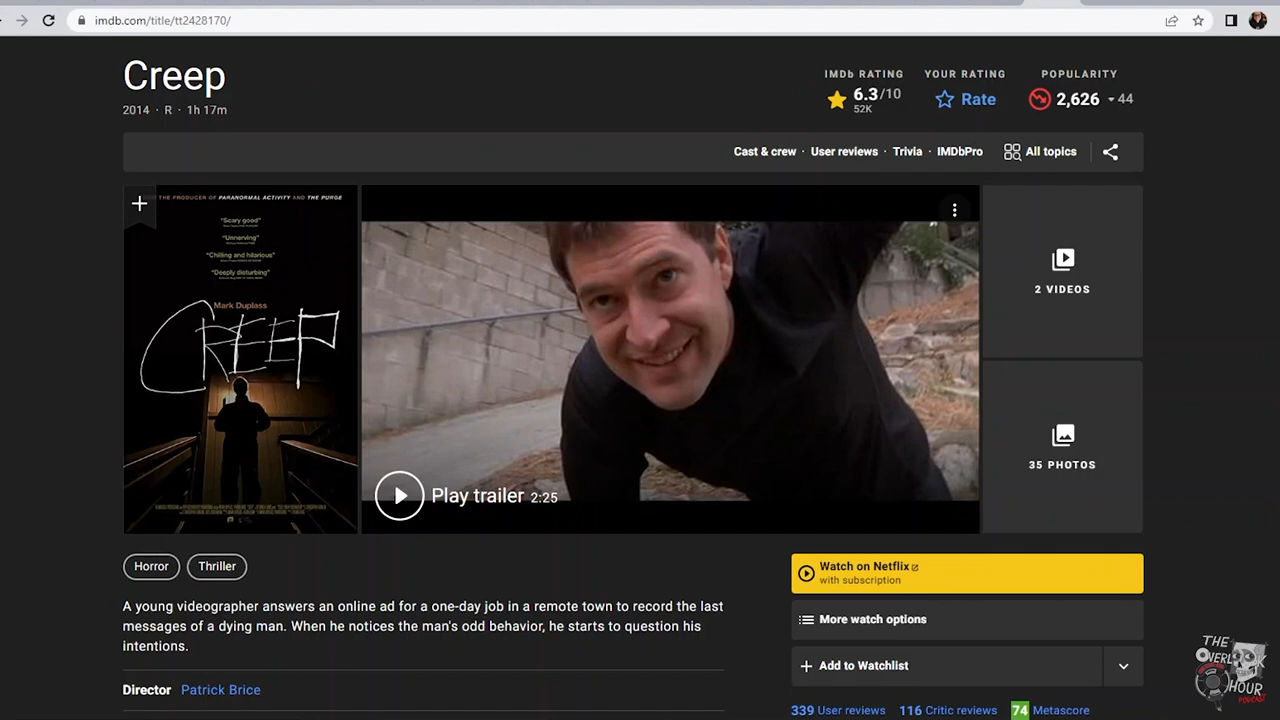 imdb.com/title/tt2428170/
Creep
2014 · R · 1h 17m
IMDb RATING
6.3/10
52K
YOUR RATING
Rate
POPULARITY
2,626
44
Cast & crew · User reviews · Trivia · IMDbPro
All topics
THE PRODUCER OF PARANORMAL ACTIVITY AND THE PURGE
"Scary good"
"Unnerving"
"Chilling and hilarious"
"Deeply disturbing"
Mark Duplass
CREEP
Play trailer 2:25
2 VIDEOS
35 PHOTOS
Horror
Thriller
A young videographer answers an online ad for a one-day job in a remote town to record the last
messages of a dying man. When he notices the man's odd behavior, he starts to question his
intentions.
Director Patrick Brice
Watch on Netflix
with subscription
More watch options
Add to Watchlist
339 User reviews
116 Critic reviews
74 Metascore
THE
OVERLOOK
HOUR
PODCAST